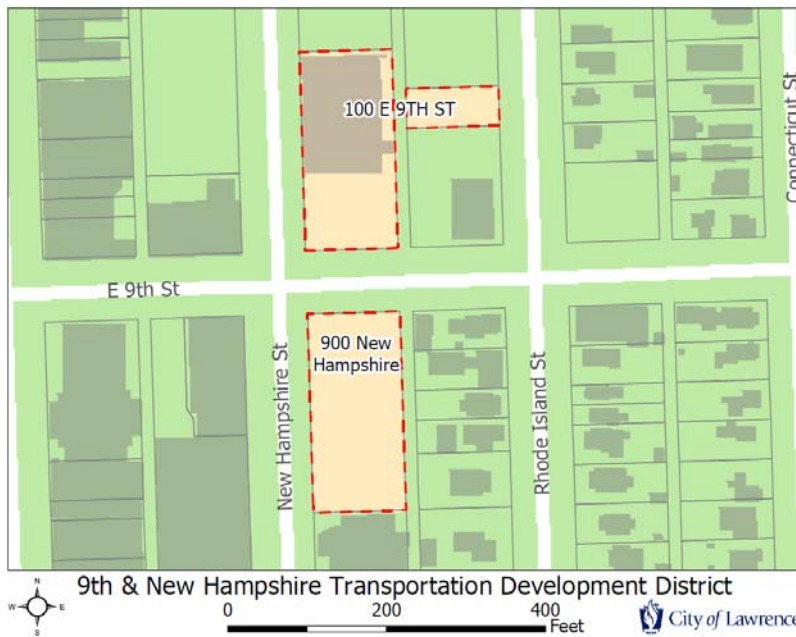 100 E 9TH ST
Connecticut St
E 9th St
900 New
Hampshire
New Hampshire St
Rhode Island St
9th & New Hampshire Transportation Development District
N
W E
S
0 200 400
Feet
City of Lawrence